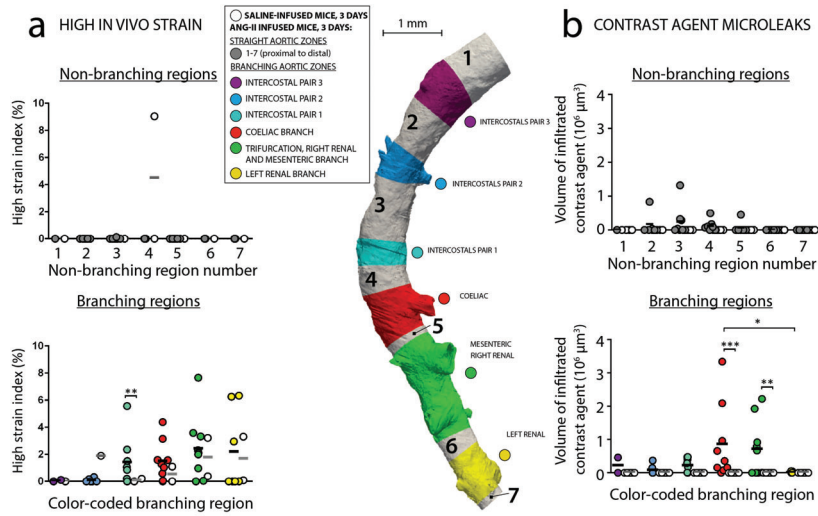 a HIGH IN VIVO STRAIN
SALINE-INFUSED MICE, 3 DAYS
ANG-II INFUSED MICE, 3 DAYS:
STRAIGHT AORTIC ZONES
1-7 (proximal to distal)
BRANCHING AORTIC ZONES
INTERCOSTAL PAIR 3
INTERCOSTAL PAIR 2
INTERCOSTAL PAIR 1
COELIAC BRANCH
TRIFURCATION, RIGHT RENAL
AND MESENTERIC BRANCH
LEFT RENAL BRANCH
Non-branching regions
High strain index (%)
10
8
6
4
2
0
1 2 3 4 5 6 7
Non-branching region number
Branching regions
High strain index (%)
10
8
6
4
2
0
**
Color-coded branching region
1 mm
1
INTERCOSTALS PAIR 3
2
INTERCOSTALS PAIR 2
3
INTERCOSTALS PAIR 1
4
COELIAC
5
MESENTERIC
RIGHT RENAL
6
LEFT RENAL
7
b CONTRAST AGENT MICROLEAKS
Non-branching regions
Volume of infiltrated
contrast agent (10⁶ µm³)
4
3
2
1
0
1 2 3 4 5 6 7
Non-branching region number
Branching regions
Volume of infiltrated
contrast agent (10⁶ µm³)
4
3
2
1
0
*
***
**
Color-coded branching region